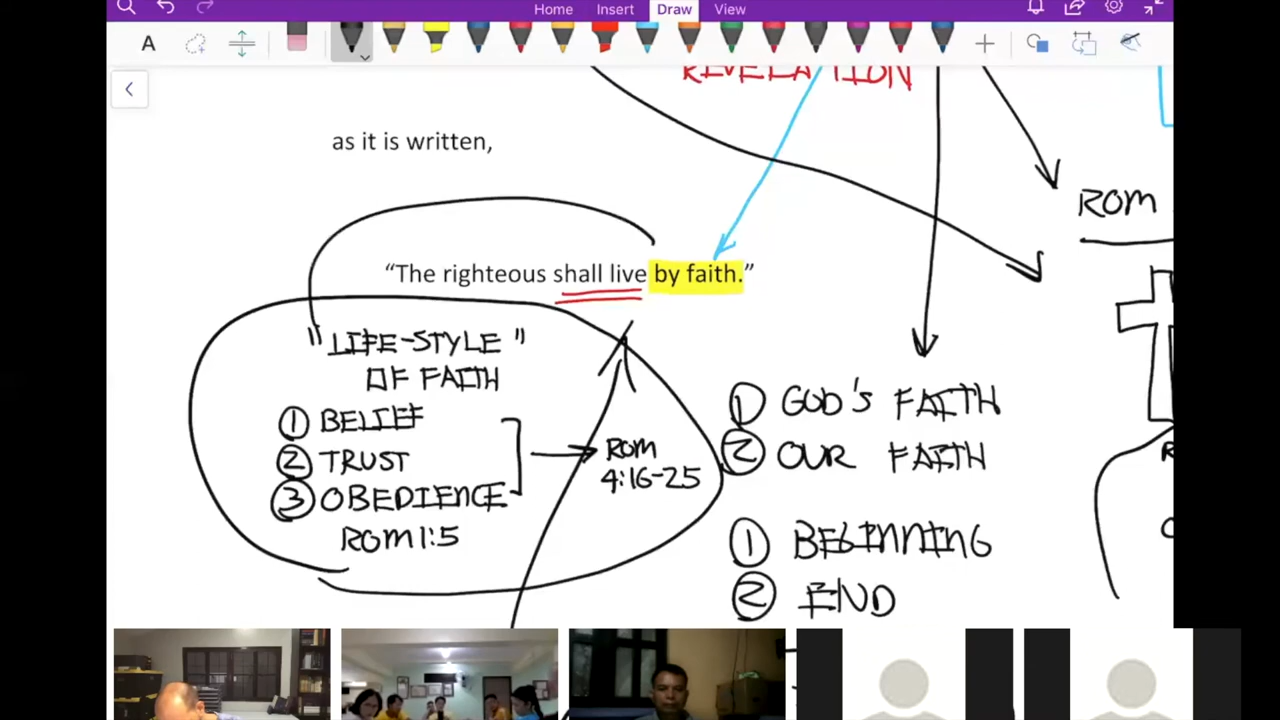 Home Insert Draw View
A
REVELATION
as it is written,
ROM
“The righteous shall live by faith.”
"LIFE-STYLE"
OF FAITH
① BELIEF
② TRUST
③ OBEDIENCE
ROM 1:5
ROM
4:16-25
① GOD'S FAITH
② OUR FAITH
① BEGINNING
② END